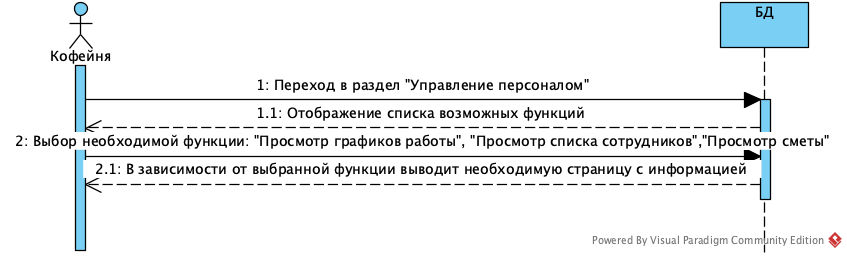 БД
Кофейня
1: Переход в раздел "Управление персоналом"
1.1: Отображение списка возможных функций
2: Выбор необходимой функции: "Просмотр графиков работы", "Просмотр списка сотрудников","Просмотр сметы"
2.1: В зависимости от выбранной функции выводит необходимую страницу с информацией
Powered By Visual Paradigm Community Edition